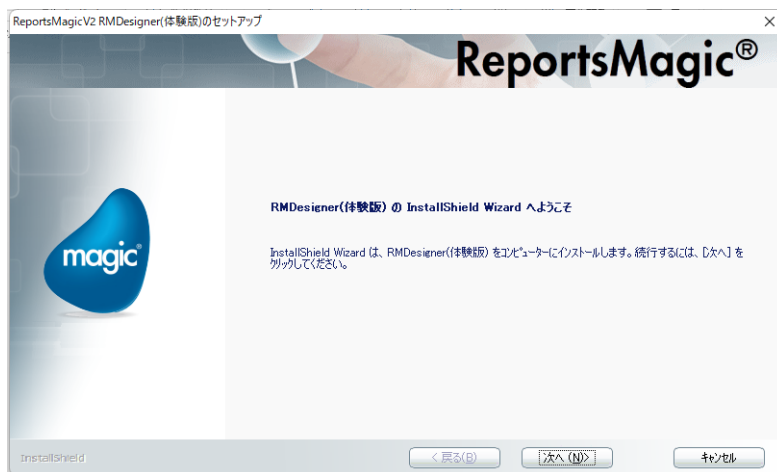 ReportsMagicV2 RMDesigner(体験版)のセットアップ
ReportsMagic®
magic®
RMDesigner(体験版) の InstallShield Wizard へようこそ
InstallShield Wizard は、RMDesigner(体験版) をコンピューターにインストールします。続行するには、[次へ] を
クリックしてください。
InstallShield
< 戻る(B)
次へ (N)>
キャンセル